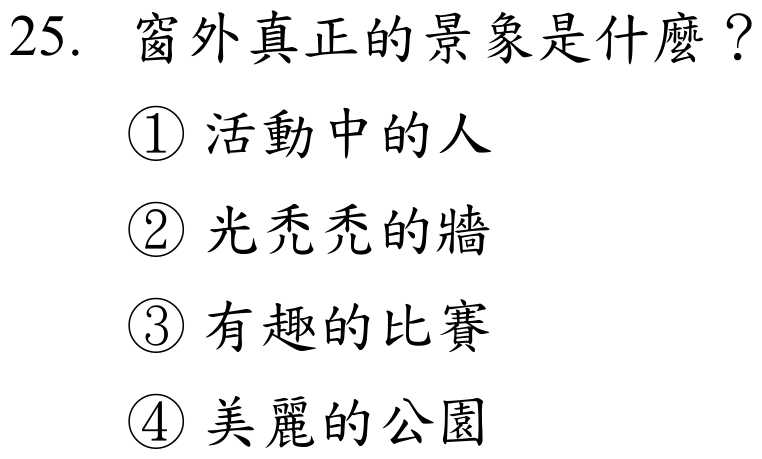 25. 窗外真正的景象是什麼？
① 活動中的人
② 光禿禿的牆
③ 有趣的比賽
④ 美麗的公園